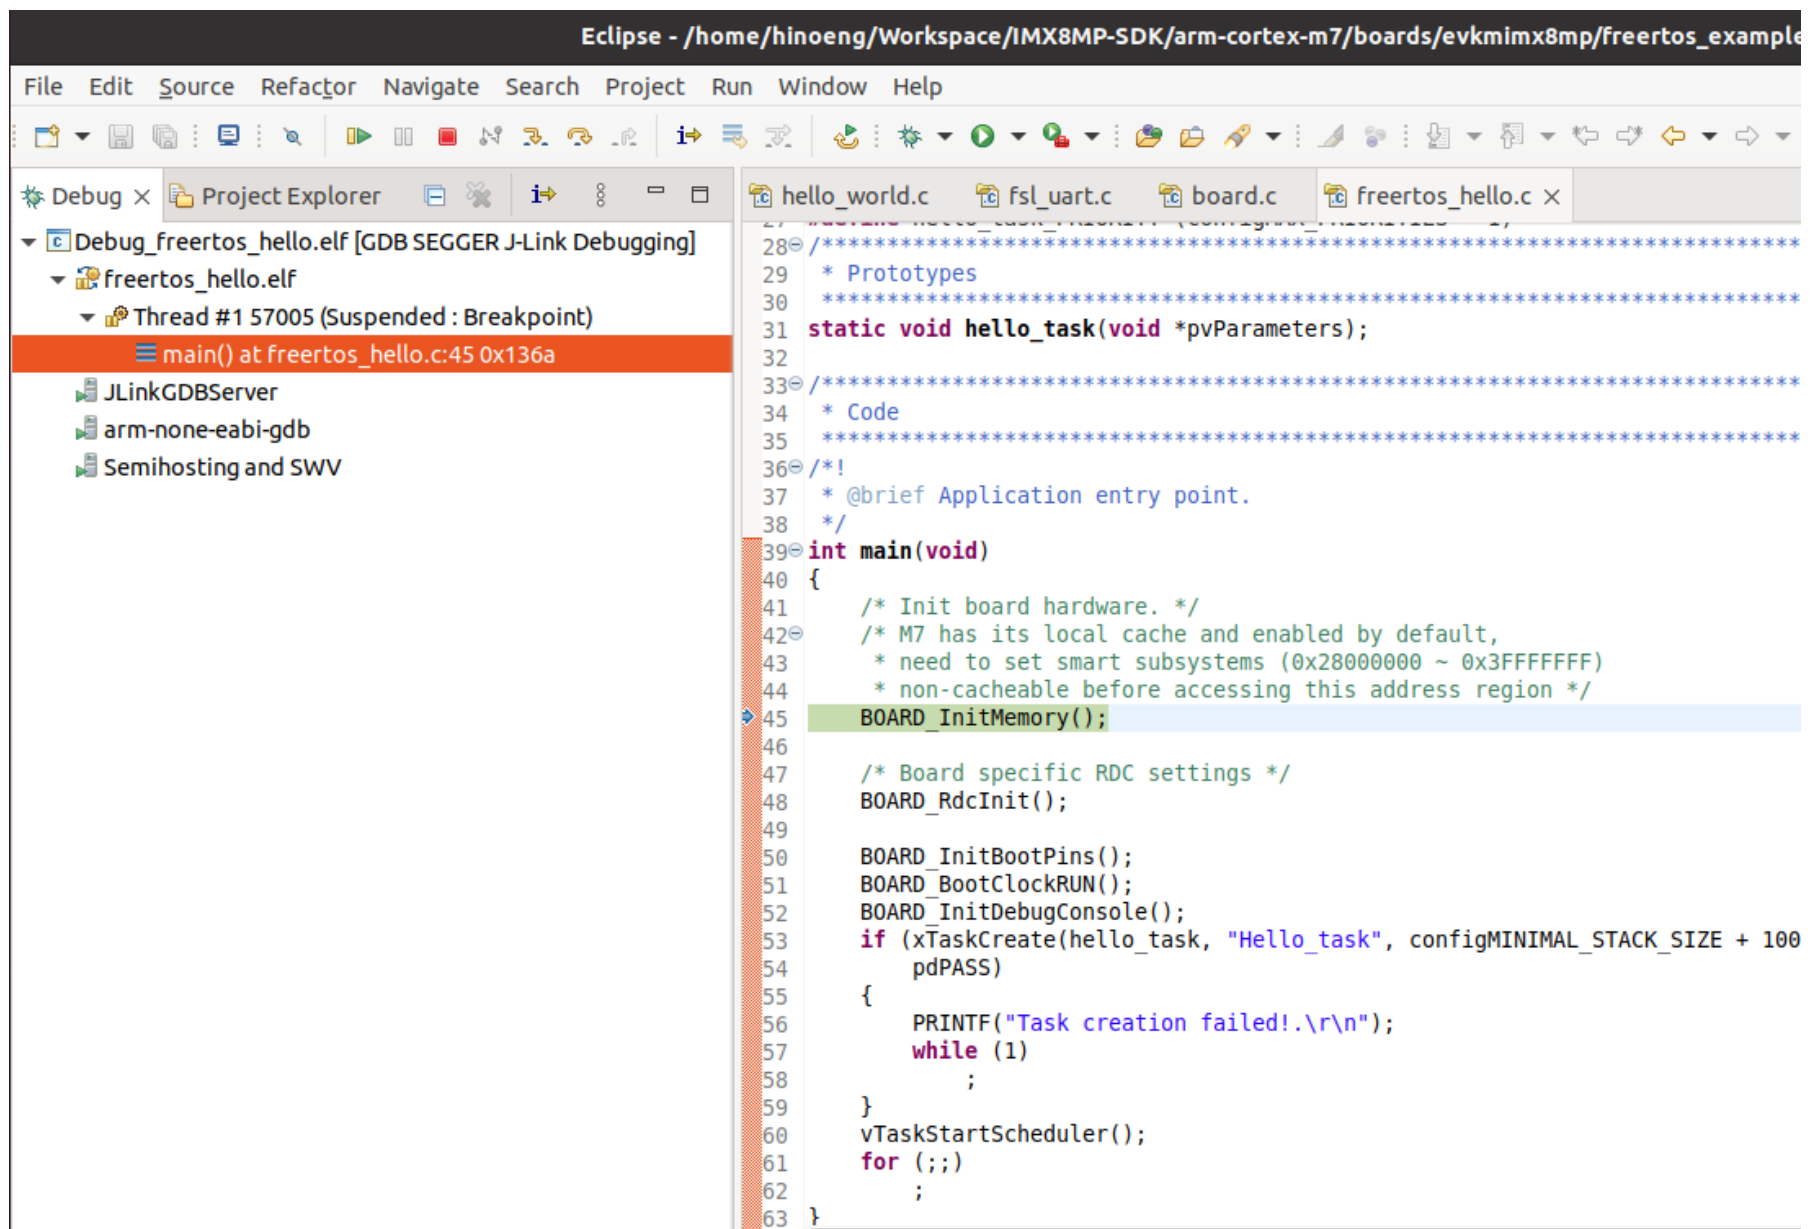 Eclipse - /home/hinoeng/Workspace/IMX8MP-SDK/arm-cortex-m7/boards/evkmimx8mp/freertos_example
File Edit Source Refactor Navigate Search Project Run Window Help
Debug Project Explorer
Debug_freertos_hello.elf [GDB SEGGER J-Link Debugging]
freertos_hello.elf
Thread #1 57005 (Suspended : Breakpoint)
main() at freertos_hello.c:45 0x136a
JLinkGDBServer
arm-none-eabi-gdb
Semihosting and SWV
hello_world.c fsl_uart.c board.c freertos_hello.c
28 /****************************************************************************
29 * Prototypes
30 ***************************************************************************
31 static void hello_task(void *pvParameters);
32
33 /****************************************************************************
34 * Code
35 ***************************************************************************
36 /*!
37 * @brief Application entry point.
38 */
39 int main(void)
40 {
41 /* Init board hardware. */
42 /* M7 has its local cache and enabled by default,
43 * need to set smart subsystems (0x28000000 ~ 0x3FFFFFFF)
44 * non-cacheable before accessing this address region */
45 BOARD_InitMemory();
46
47 /* Board specific RDC settings */
48 BOARD_RdcInit();
49
50 BOARD_InitBootPins();
51 BOARD_BootClockRUN();
52 BOARD_InitDebugConsole();
53 if (xTaskCreate(hello_task, "Hello_task", configMINIMAL_STACK_SIZE + 100
54 pdPASS)
55 {
56 PRINTF("Task creation failed!.\r\n");
57 while (1)
58 ;
59 }
60 vTaskStartScheduler();
61 for (;;)
62 ;
63 }